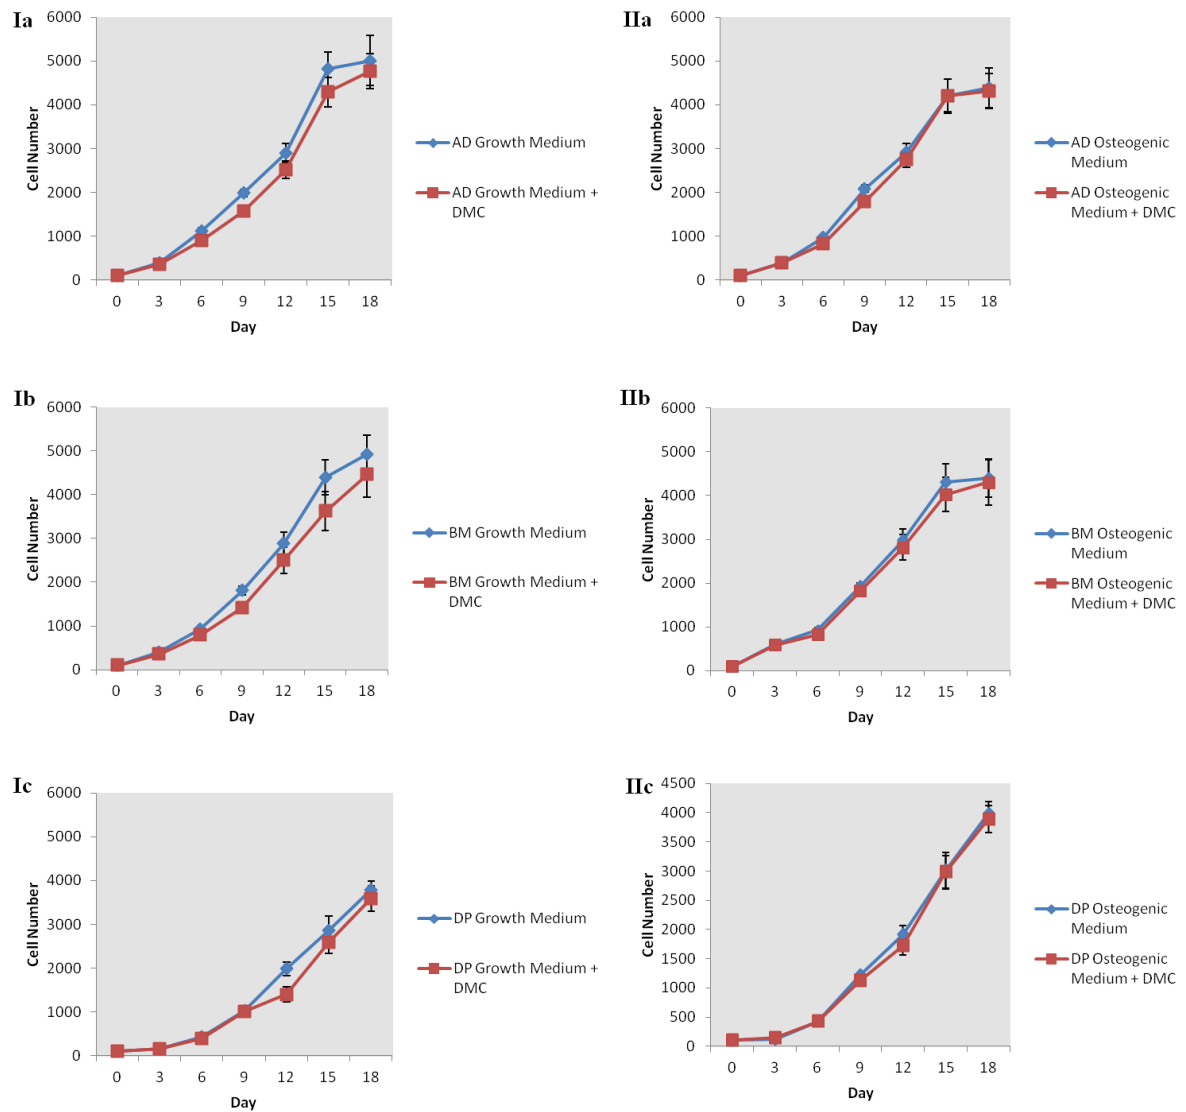 Ia
6000
5000
4000
3000
2000
1000
0
Cell Number
0 3 6 9 12 15 18
Day
AD Growth Medium
AD Growth Medium +
DMC
IIa
6000
5000
4000
3000
2000
1000
0
Cell Number
0 3 6 9 12 15 18
Day
AD Osteogenic
Medium
AD Osteogenic
Medium + DMC
Ib
6000
5000
4000
3000
2000
1000
0
Cell Number
0 3 6 9 12 15 18
Day
BM Growth Medium
BM Growth Medium +
DMC
IIb
6000
5000
4000
3000
2000
1000
0
Cell Number
0 3 6 9 12 15 18
Day
BM Osteogenic
Medium
BM Osteogenic
Medium + DMC
Ic
6000
5000
4000
3000
2000
1000
0
Cell Number
0 3 6 9 12 15 18
Day
DP Growth Medium
DP Growth Medium +
DMC
IIc
4500
4000
3500
3000
2500
2000
1500
1000
500
0
Cell Number
0 3 6 9 12 15 18
Day
DP Osteogenic
Medium
DP Osteogenic
Medium + DMC